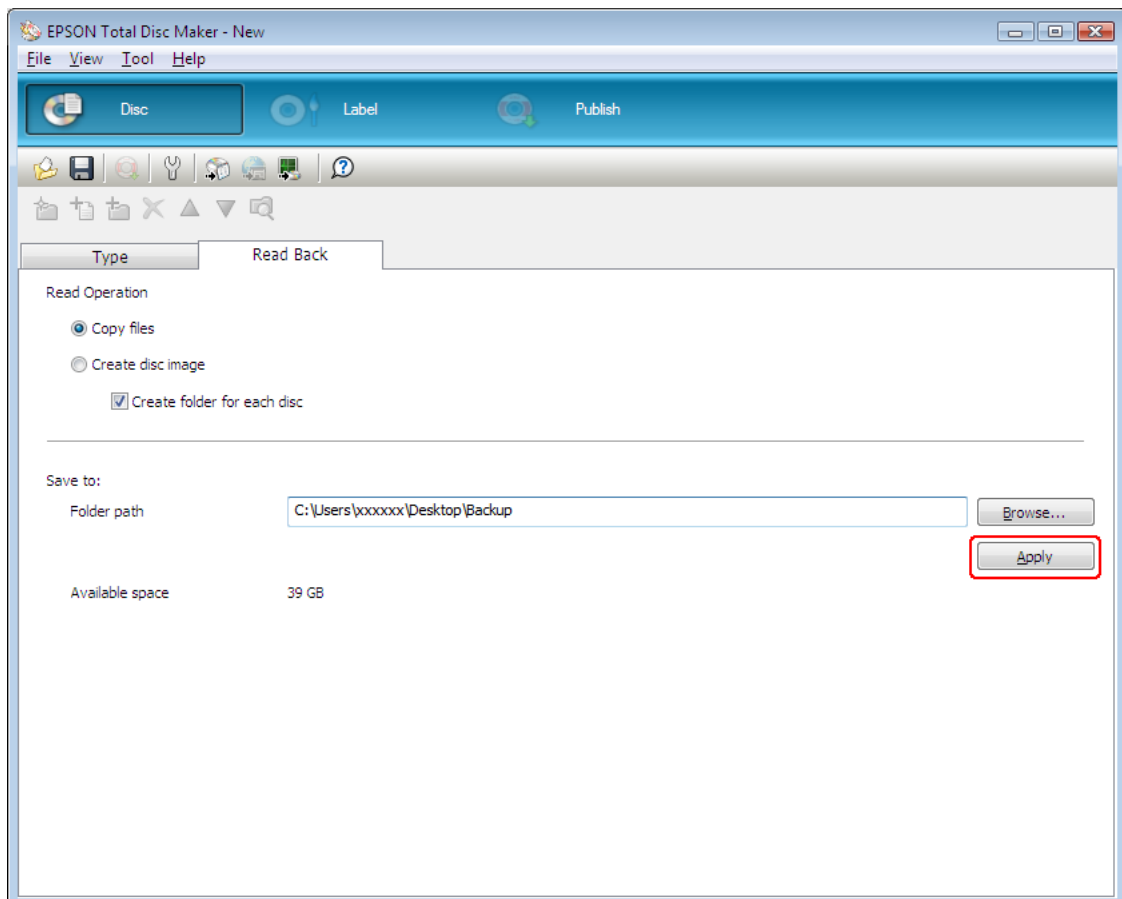 EPSON Total Disc Maker - New
File View Tool Help
Disc Label Publish
Type Read Back
Read Operation
Copy files
Create disc image
Create folder for each disc
Save to:
Folder path C:\Users\xxxxxx\Desktop\Backup Browse...
Apply
Available space 39 GB